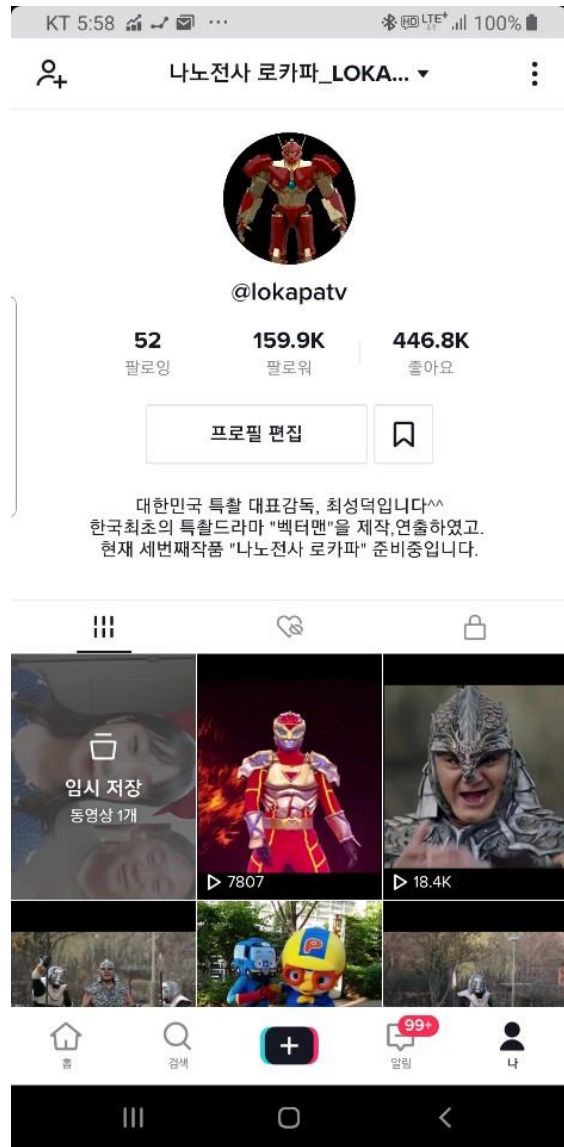 KT 5:58
HD LTE+ 100%
나노전사 로카파_LOKA... ▾
@lokapatv
52 159.9K 446.8K
팔로잉 팔로워 좋아요
프로필 편집
대한민국 특촬 대표감독, 최성덕입니다^^
한국최초의 특촬드라마 "벡터맨"을 제작,연출하였고.
현재 세번째작품 "나노전사 로카파" 준비중입니다.
임시 저장
동영상 1개
7807
18.4K
P
99+
홈 검색 알림 나